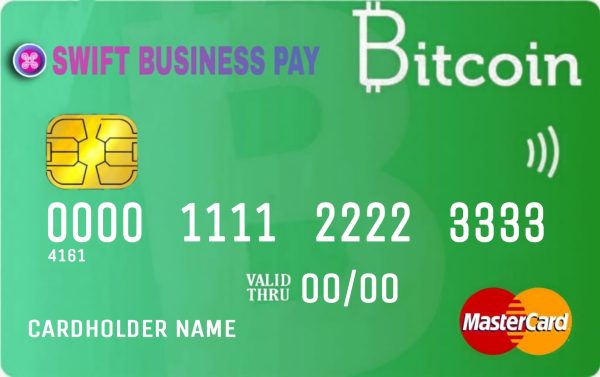 SWIFT BUSINESS PAY
Bitcoin
0000 1111 2222 3333
4161
VALID THRU 00/00
CARDHOLDER NAME
MasterCard